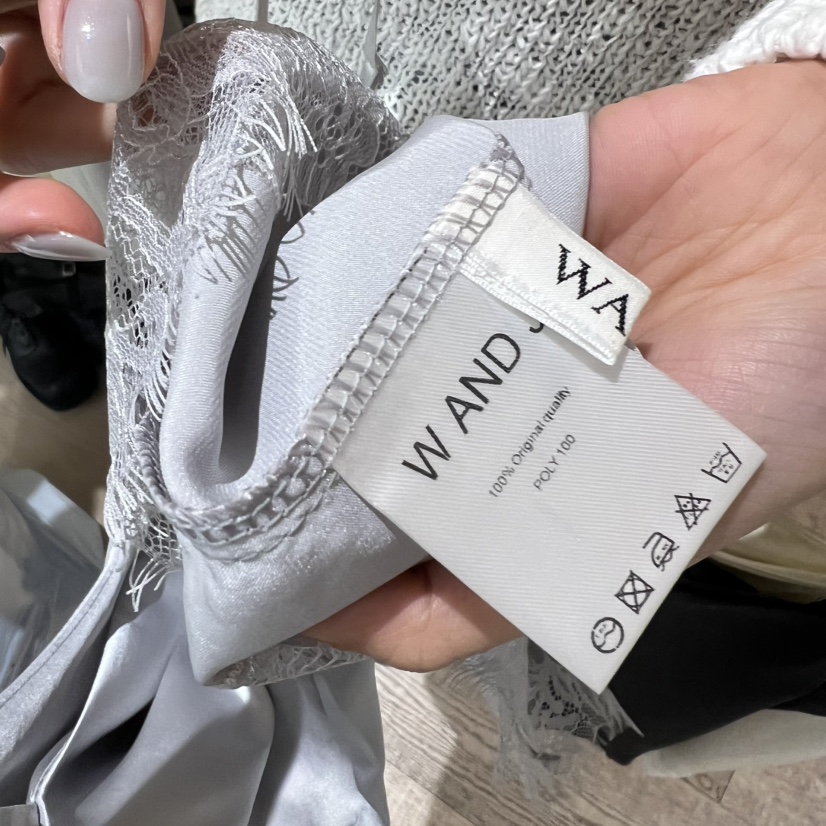 WA
W AND
100% Original quality
POLY 100